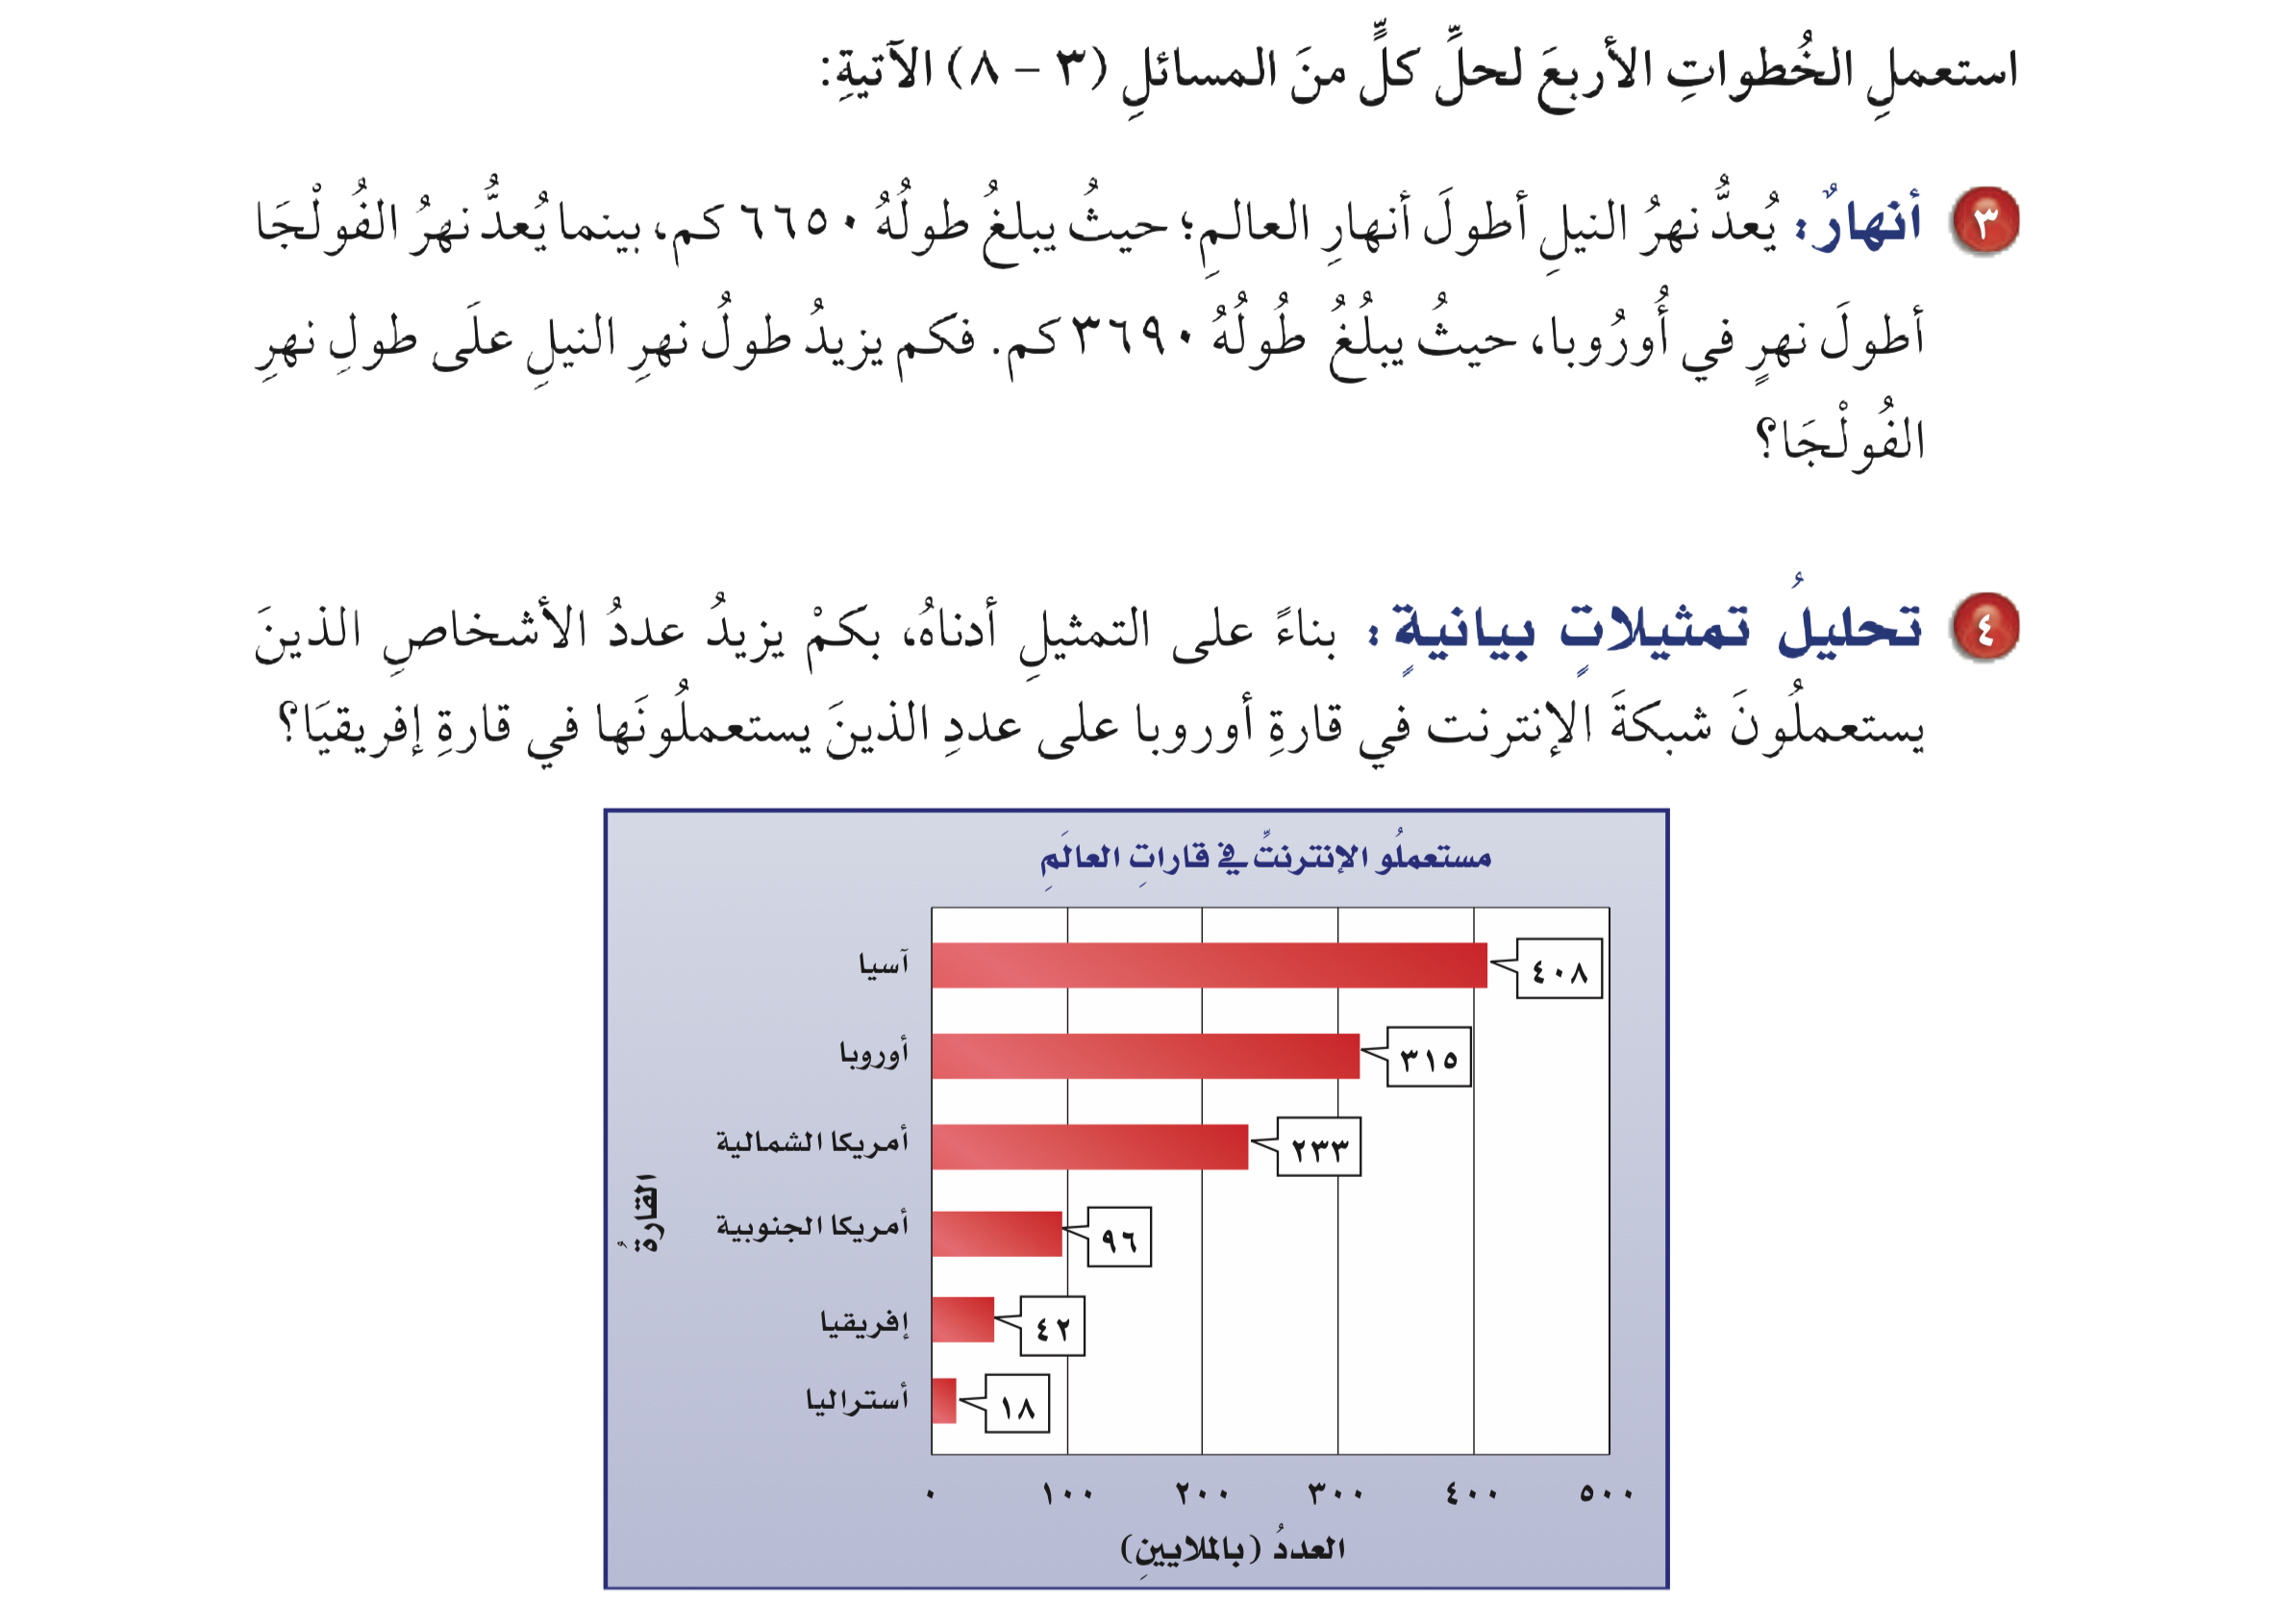 استعملِ الخُطواتِ الأربعَ لحلِّ كلٍّ منَ المسائلِ (٣ – ٨) الآتيةِ:
٣ أنهارٌ: يُعدُّ نهرُ النيلِ أطولَ أنهارِ العالمِ؛ حيثُ يبلغُ طولُهُ ٦٦٥٠ كم، بينما يُعدُّ نهرُ الفُولْجَا
أطولَ نهرٍ في أُورُوبا، حيثُ يبلُغُ طُولُهُ ٣٦٩٠ كم. فكم يزيدُ طولُ نهرِ النيلِ علَى طولِ نهرِ
الفُولْجَا؟
٤ تحليلُ تمثيلاتٍ بيانيةٍ: بناءً على التمثيلِ أدناهُ، بكمْ يزيدُ عددُ الأشخاصِ الذينَ
يستعملُونَ شبكةَ الإنترنت في قارةِ أوروبا على عددِ الذينَ يستعملُونَها في قارةِ إفريقيَا؟
مستعملُو الإنترنتِّ في قاراتِ العالَمِ
آسيا ٤٠٨
أوروبا ٣١٥
أمريكا الشمالية ٢٣٣
أمريكا الجنوبية ٩٦
إفريقيا ٤٢
أستراليا ١٨
القارةُ
٠ ١٠٠ ٢٠٠ ٣٠٠ ٤٠٠ ٥٠٠
العددُ (بالملايينِ)